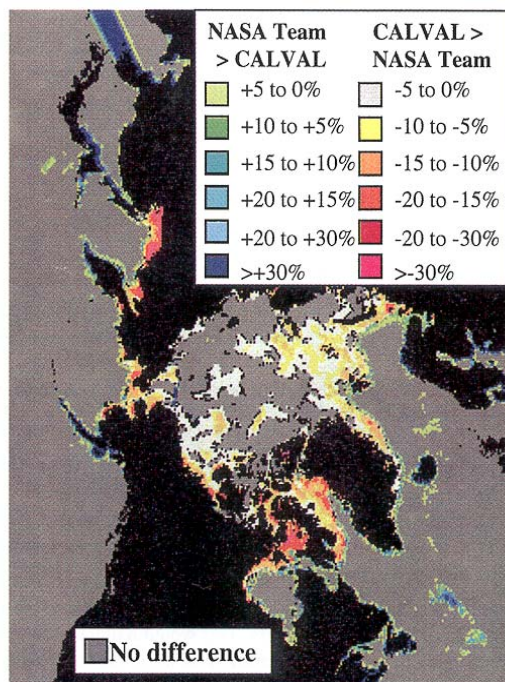 NASA Team
> CALVAL
+5 to 0%
+10 to +5%
+15 to +10%
+20 to +15%
+20 to +30%
>+30%
CALVAL >
NASA Team
-5 to 0%
-10 to -5%
-15 to -10%
-20 to -15%
-20 to -30%
>-30%
No difference